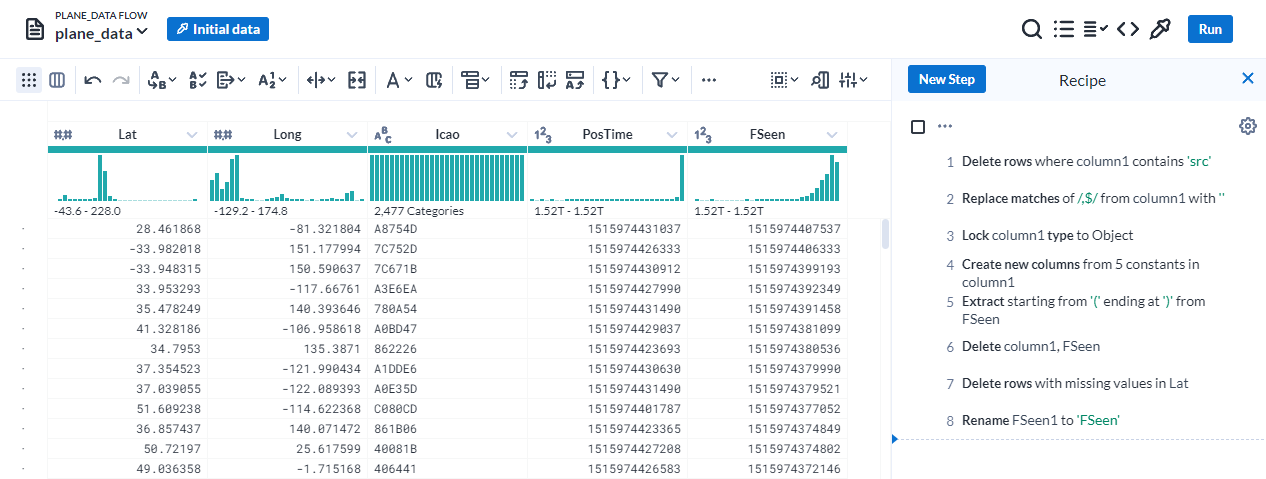 PLANE_DATA FLOW
plane_data
Initial data
Run
New Step
Recipe
#.## Lat #.## Long ABC Icao 123 PosTime 123 FSeen
-43.6 - 228.0 -129.2 - 174.8 2,477 Categories 1.52T - 1.52T 1.52T - 1.52T
28.461868 -81.321804 A8754D 1515974431037 1515974407537
-33.982018 151.177994 7C752D 1515974426333 1515974406333
-33.948315 150.590637 7C671B 1515974430912 1515974399193
33.953293 -117.66761 A3E6EA 1515974427990 1515974392349
35.478249 140.393646 780A54 1515974431490 1515974391458
41.328186 -106.958618 A0BD47 1515974429037 1515974381099
34.7953 135.3871 862226 1515974423693 1515974380536
37.354523 -121.990434 A1DDE6 1515974430630 1515974379990
37.039055 -122.089393 A0E35D 1515974431490 1515974379521
51.609238 -114.622368 C080CD 1515974401787 1515974377052
36.857437 140.071472 861B06 1515974423365 1515974374849
50.72197 25.617599 40081B 1515974427208 1515974374802
49.036358 -1.715168 406441 1515974426583 1515974372146
1 Delete rows where column1 contains 'src'
2 Replace matches of /,$/ from column1 with ''
3 Lock column1 type to Object
4 Create new columns from 5 constants in
column1
5 Extract starting from '(' ending at ')' from
FSeen
6 Delete column1, FSeen
7 Delete rows with missing values in Lat
8 Rename FSeen1 to 'FSeen'